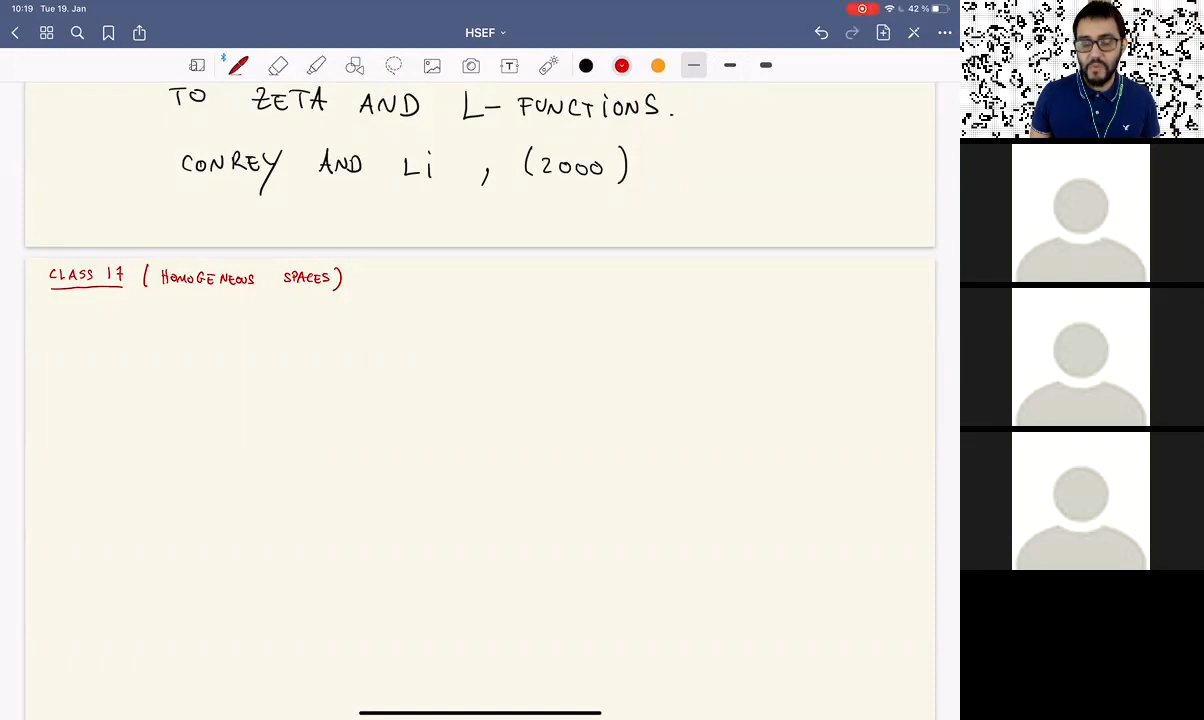 10:19 Tue 19. Jan
42 %
HSEF
TO ZETA AND L-FUNCTIONS.
CONREY AND Li , (2000)
CLASS 17 (HOMOGENEOUS SPACES)